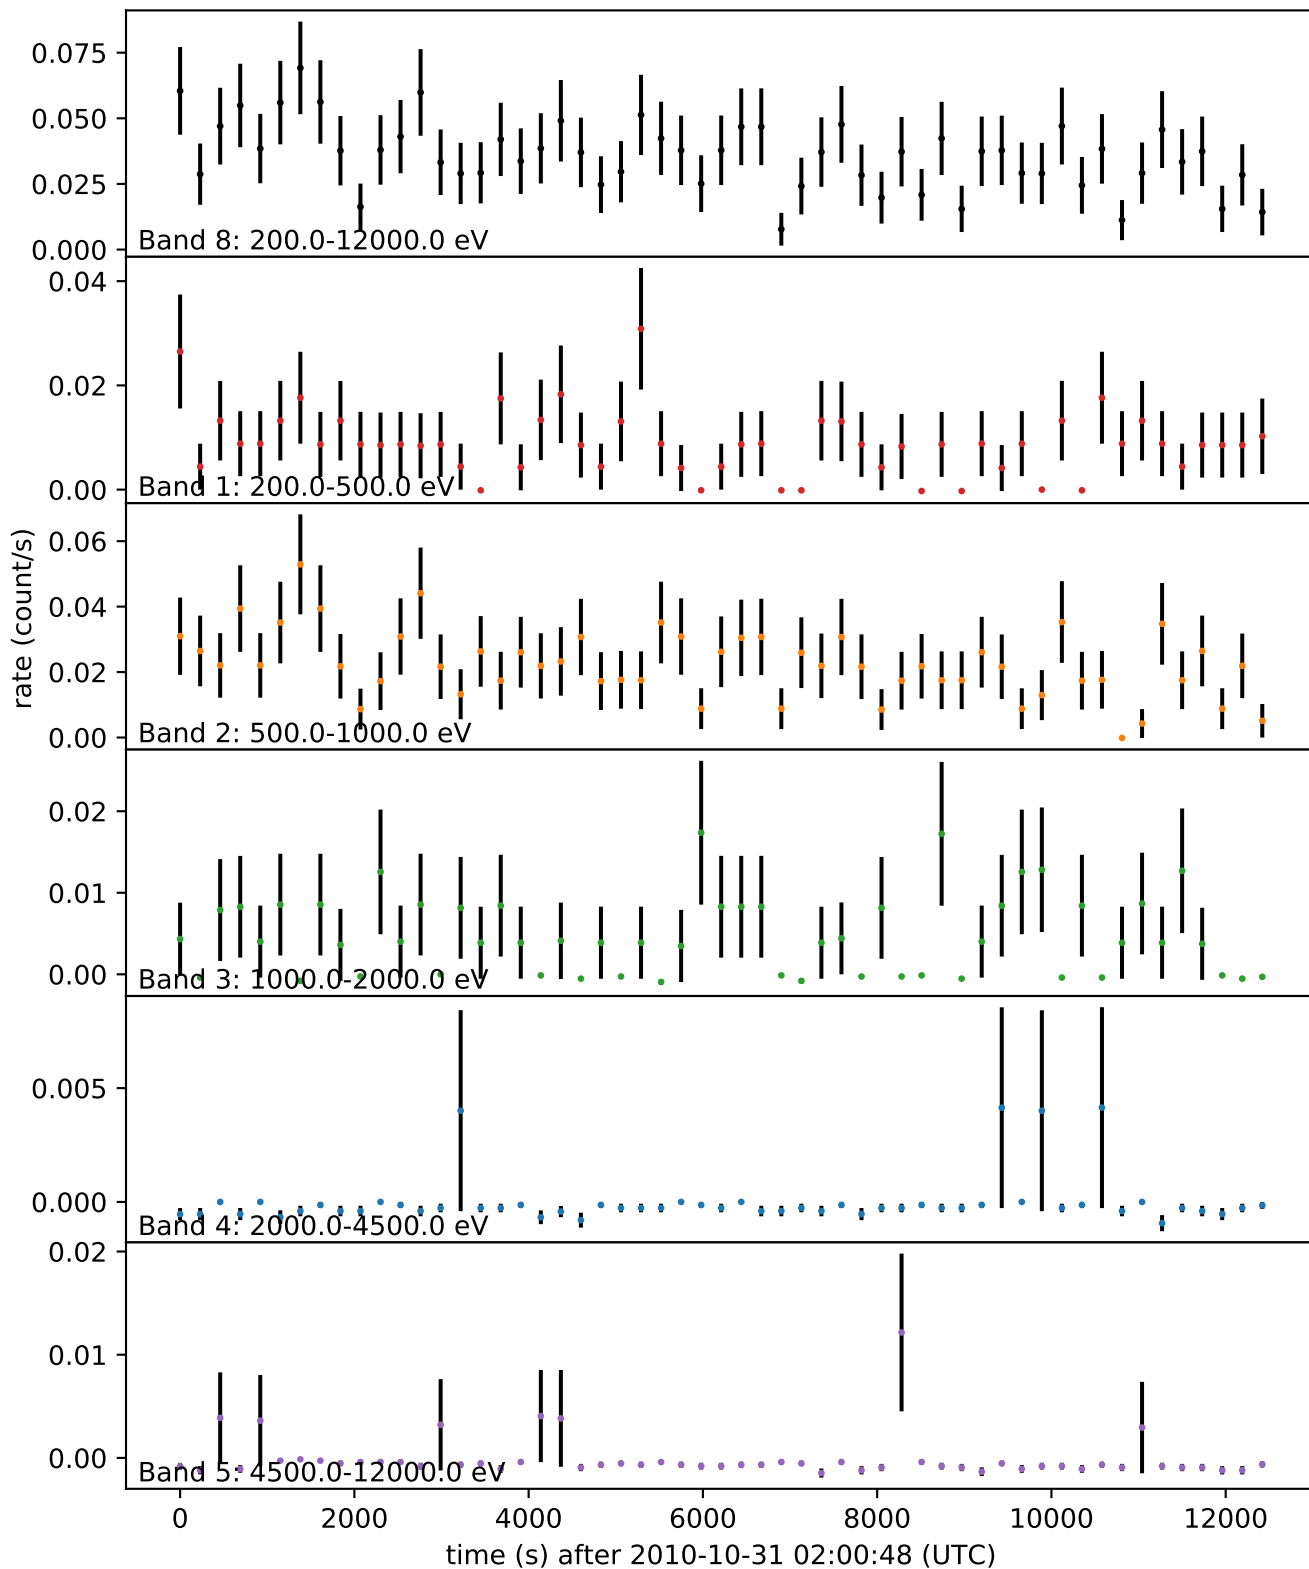 0.075
0.050
0.025
0.000
Band 8: 200.0-12000.0 eV
0.04
0.02
0.00
Band 1: 200.0-500.0 eV
rate (count/s)
0.06
0.04
0.02
0.00
Band 2: 500.0-1000.0 eV
0.02
0.01
0.00
Band 3: 1000.0-2000.0 eV
0.005
0.000
Band 4: 2000.0-4500.0 eV
0.02
0.01
0.00
Band 5: 4500.0-12000.0 eV
0 2000 4000 6000 8000 10000 12000
time (s) after 2010-10-31 02:00:48 (UTC)